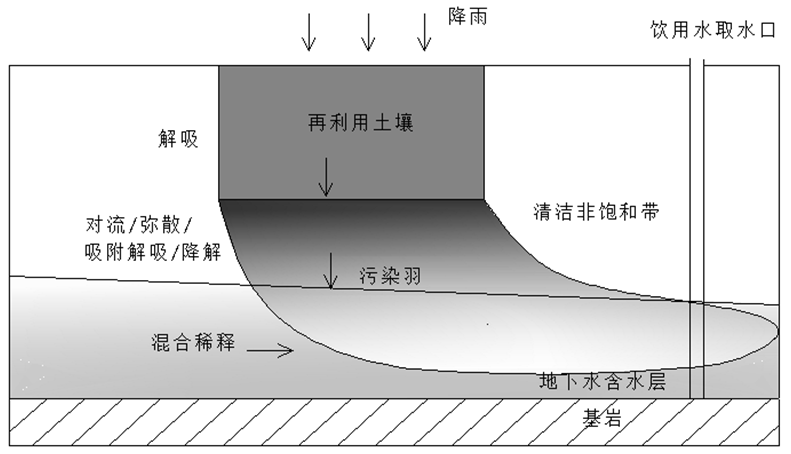 降雨
饮用水取水口
再利用土壤
解吸
清洁非饱和带
对流/弥散/
吸附解吸/降解
污染羽
混合稀释
地下水含水层
基岩